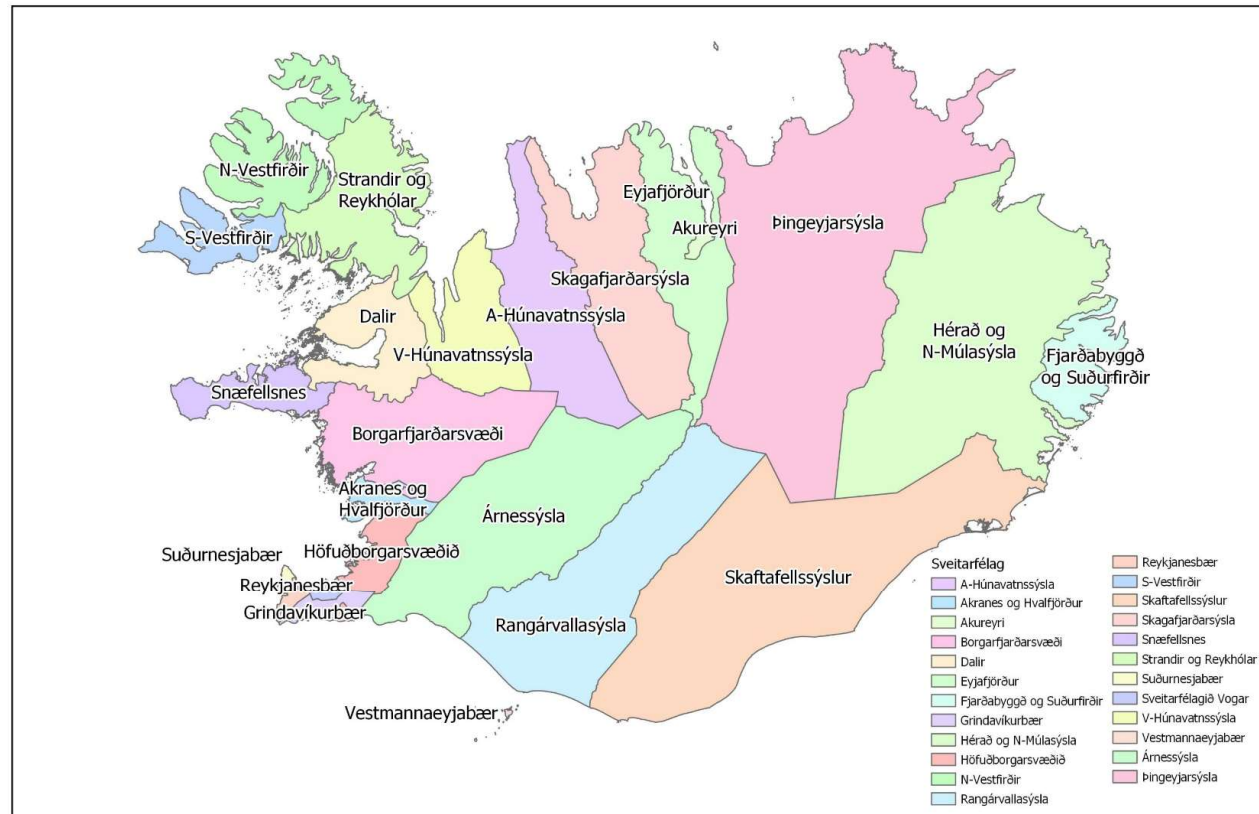 N-Vestfirðir
Strandir og
Reykhólar
S-Vestfirðir
Eyjafjörður
Akureyri
Þingeyjarsýsla
Skagafjarðarsýsla
A-Húnavatnssýsla
Dalir
V-Húnavatnssýsla
Hérað og
N-Múlasýsla
Fjarðabyggð
og Suðurfirðir
Snæfellsnes
Borgarfjarðarsvæði
Akranes og
Hvalfjörður
Árnessýsla
Suðurnesjabær
Höfuðborgarsvæðið
Reykjanesbær
Grindavíkurbær
Rangárvallasýsla
Skaftafellssýslur
Vestmannaeyjabær
Sveitarfélag
A-Húnavatnssýsla
Akranes og Hvalfjörður
Akureyri
Borgarfjarðarsvæði
Dalir
Eyjafjörður
Fjarðabyggð og Suðurfirðir
Grindavíkurbær
Hérað og N-Múlasýsla
Höfuðborgarsvæðið
N-Vestfirðir
Rangárvallasýsla
Reykjanesbær
S-Vestfirðir
Skaftafellssýslur
Skagafjarðarsýsla
Snæfellsnes
Strandir og Reykhólar
Suðurnesjabær
Sveitarfélagið Vogar
V-Húnavatnssýsla
Vestmannaeyjabær
Árnessýsla
Þingeyjarsýsla